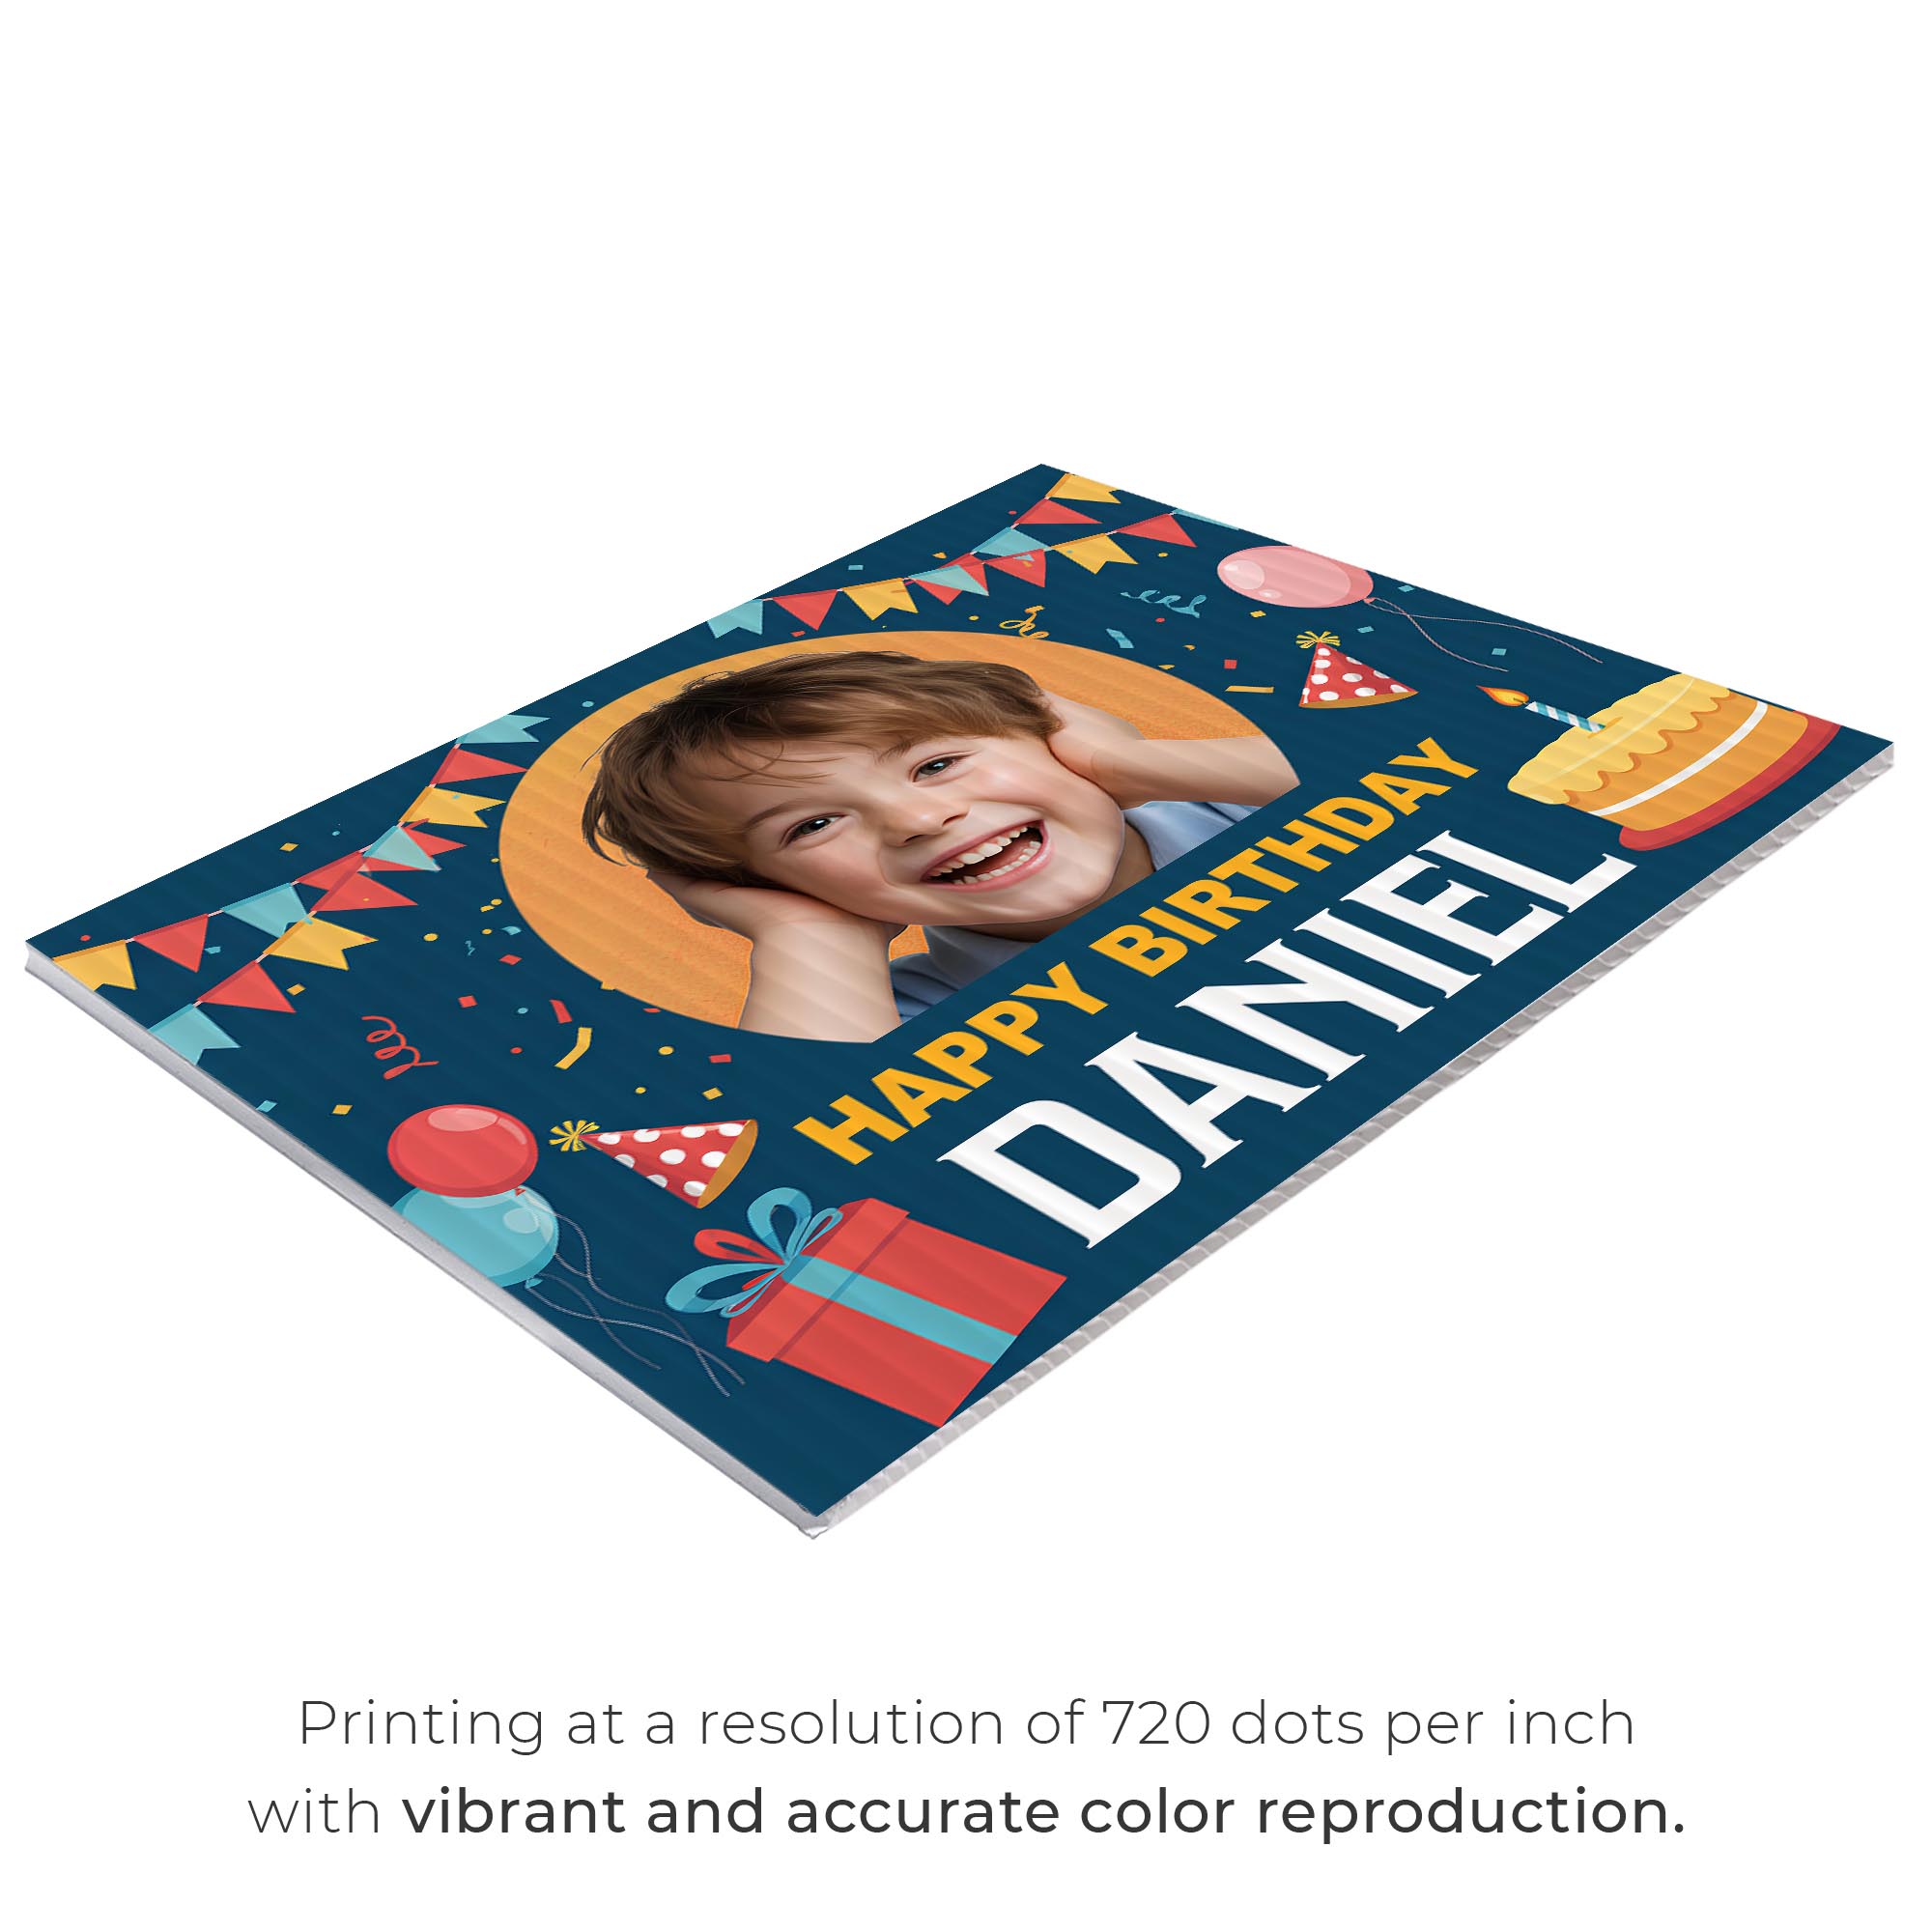 HAPPY BIRTHDAY
DANIEL
Printing at a resolution of 720 dots per inch
with vibrant and accurate color reproduction.